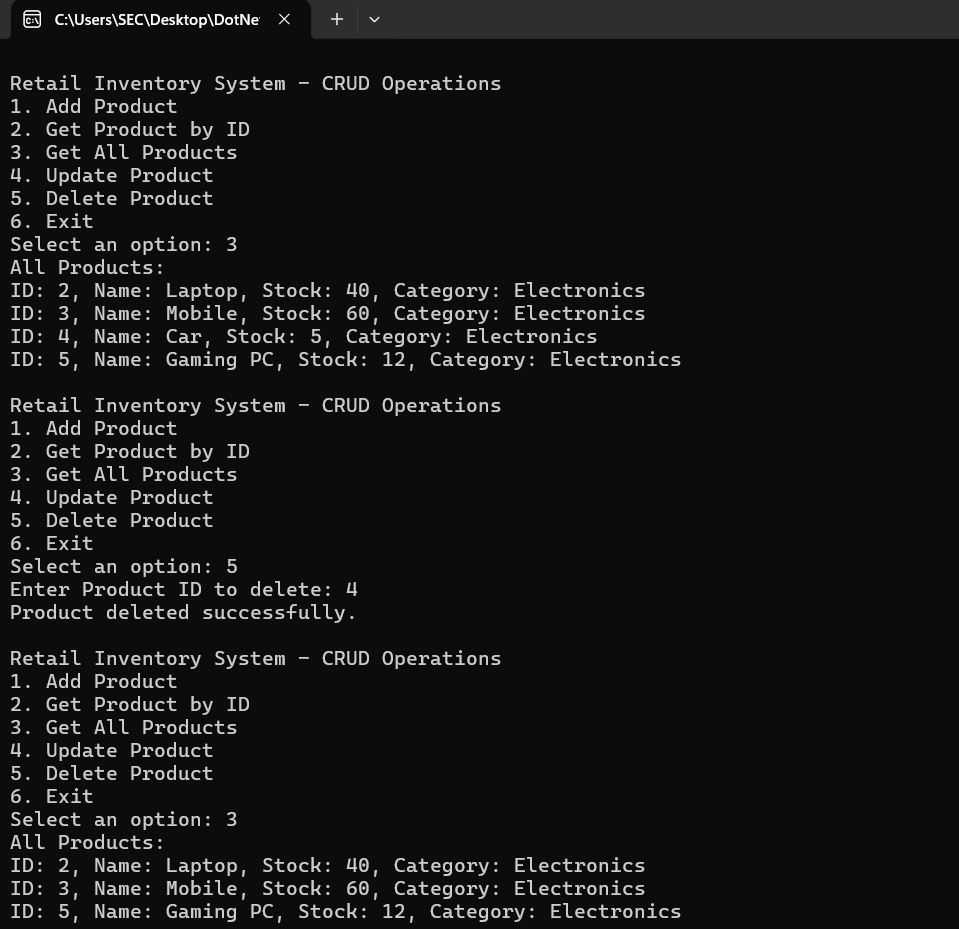 C:\Users\SEC\Desktop\DotNe
Retail Inventory System - CRUD Operations
1. Add Product
2. Get Product by ID
3. Get All Products
4. Update Product
5. Delete Product
6. Exit
Select an option: 3
All Products:
ID: 2, Name: Laptop, Stock: 40, Category: Electronics
ID: 3, Name: Mobile, Stock: 60, Category: Electronics
ID: 4, Name: Car, Stock: 5, Category: Electronics
ID: 5, Name: Gaming PC, Stock: 12, Category: Electronics
Retail Inventory System - CRUD Operations
1. Add Product
2. Get Product by ID
3. Get All Products
4. Update Product
5. Delete Product
6. Exit
Select an option: 5
Enter Product ID to delete: 4
Product deleted successfully.
Retail Inventory System - CRUD Operations
1. Add Product
2. Get Product by ID
3. Get All Products
4. Update Product
5. Delete Product
6. Exit
Select an option: 3
All Products:
ID: 2, Name: Laptop, Stock: 40, Category: Electronics
ID: 3, Name: Mobile, Stock: 60, Category: Electronics
ID: 5, Name: Gaming PC, Stock: 12, Category: Electronics